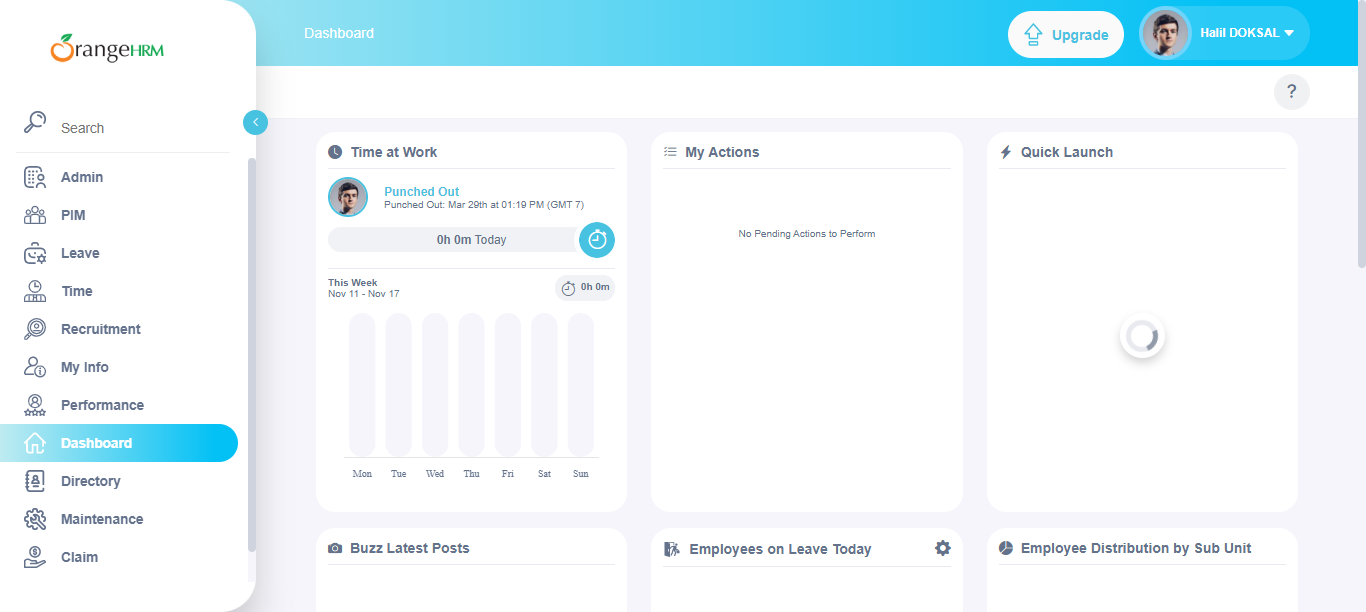 OrangeHRM
Search
Admin
PIM
Leave
Time
Recruitment
My Info
Performance
Dashboard
Directory
Maintenance
Claim
Dashboard
Upgrade
Halil DOKSAL
?
Time at Work
Punched Out
Punched Out: Mar 29th at 01:19 PM (GMT 7)
0h 0m Today
This Week
Nov 11 - Nov 17
0h 0m
Mon Tue Wed Thu Fri Sat Sun
My Actions
No Pending Actions to Perform
Quick Launch
Buzz Latest Posts
Employees on Leave Today
Employee Distribution by Sub Unit